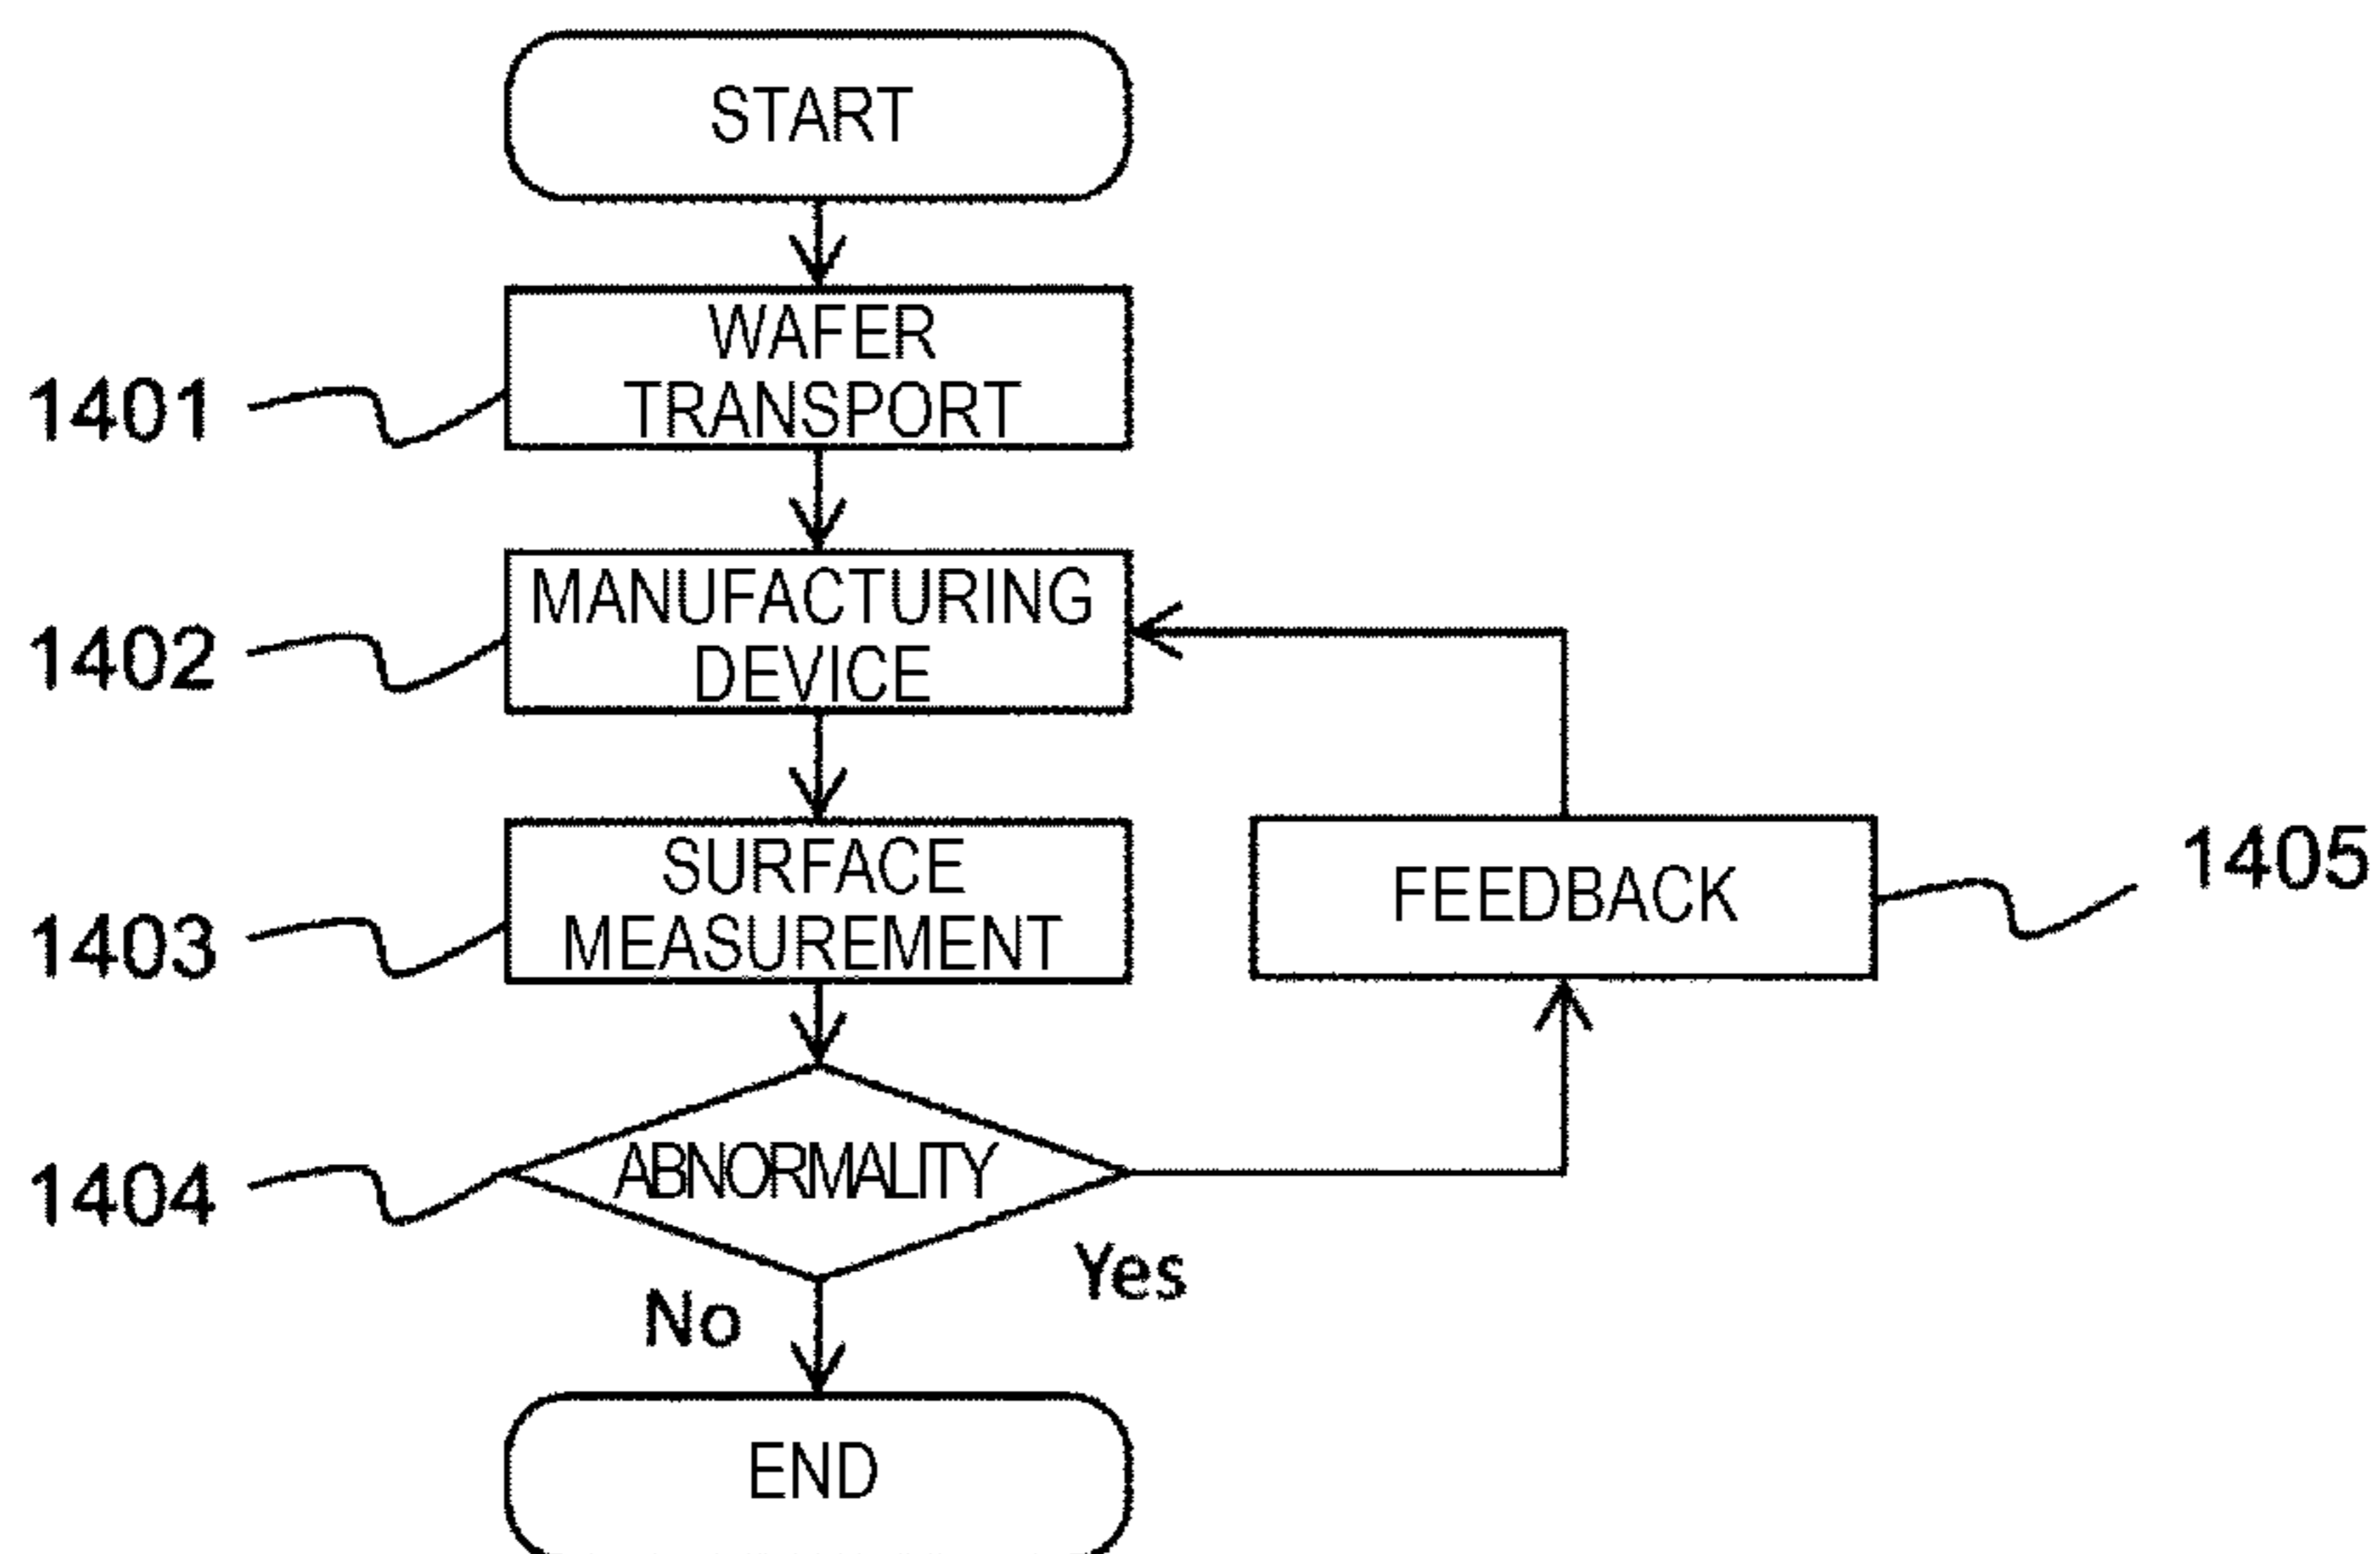 START
WAFER
TRANSPORT
1401
MANUFACTURING
DEVICE
1402
SURFACE
MEASUREMENT
1403
FEEDBACK
1405
ABNORMALITY
1404
Yes
No
END